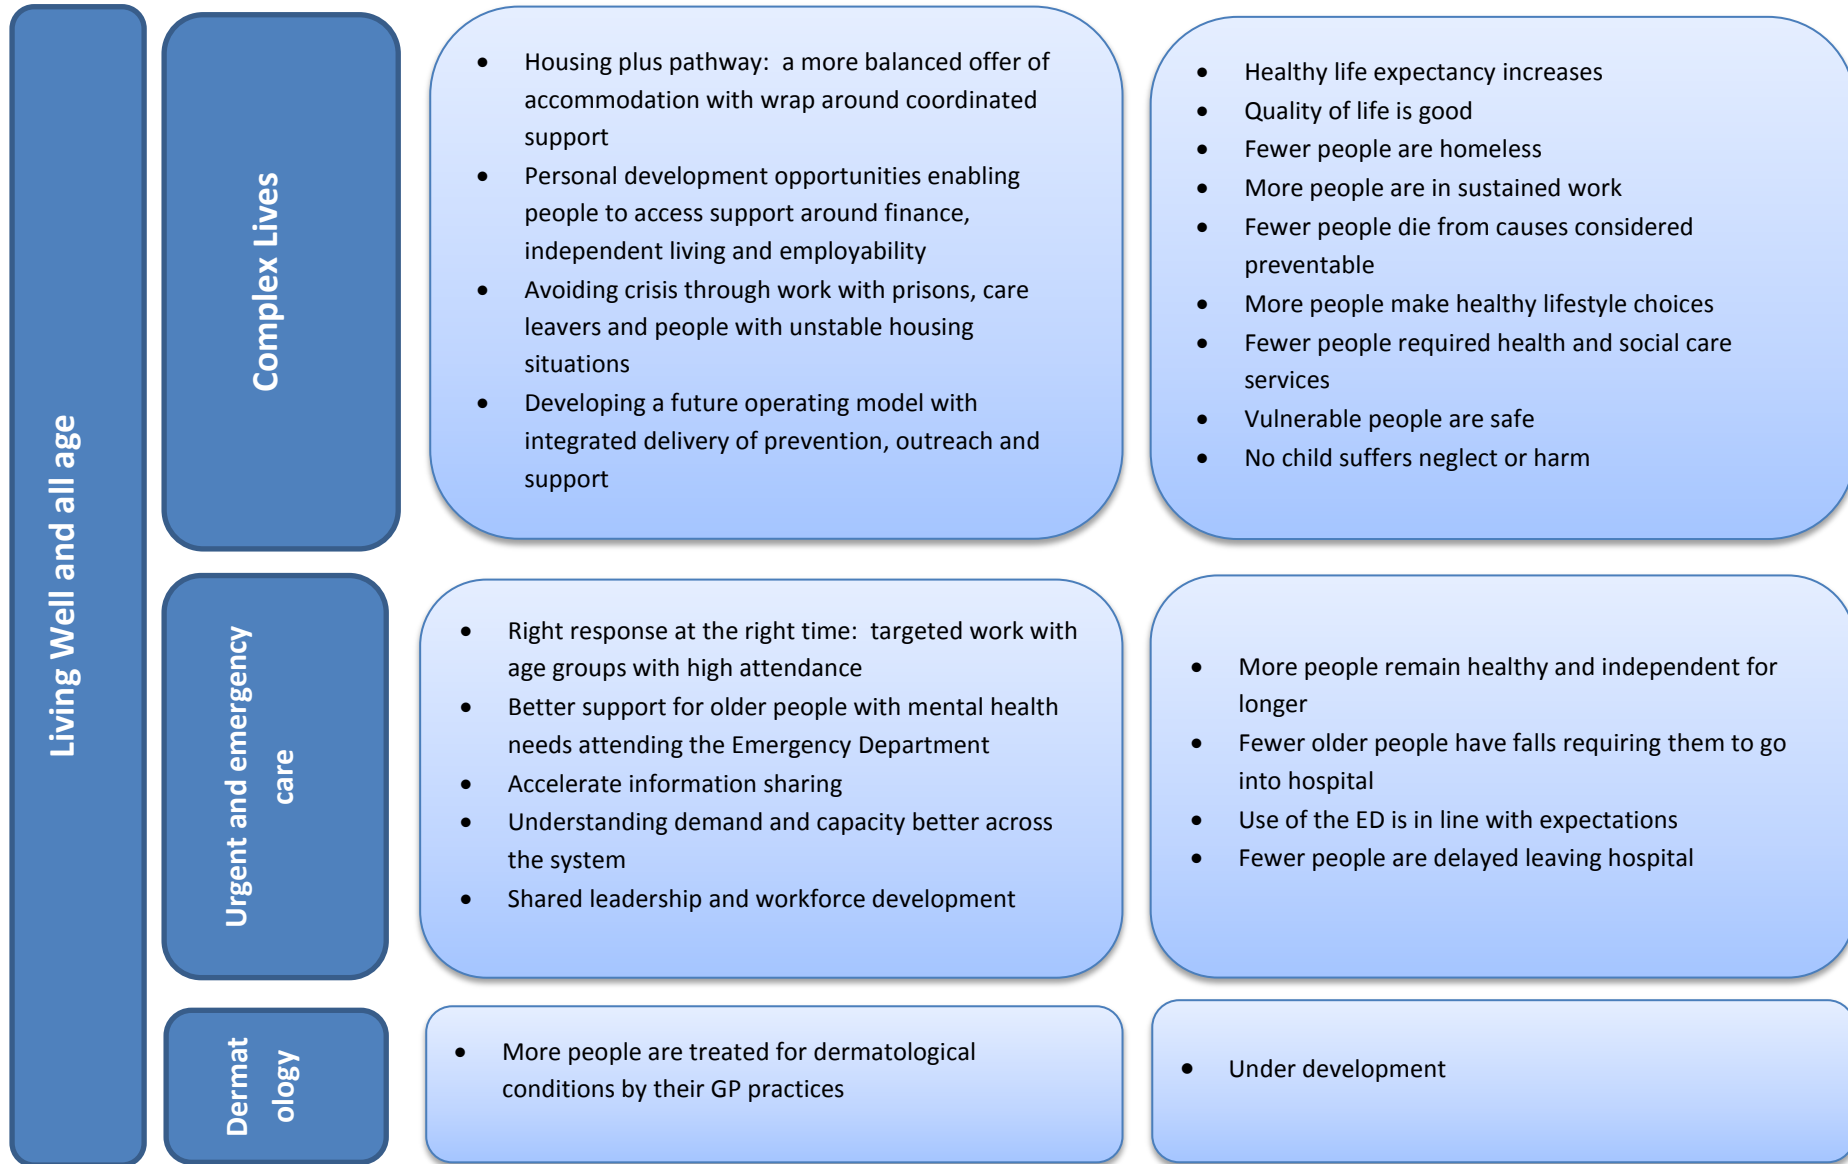 Living Well and all age
Complex Lives
• Housing plus pathway:  a more balanced offer of
accommodation with wrap around coordinated
support
• Personal development opportunities enabling
people to access support around finance,
independent living and employability
• Avoiding crisis through work with prisons, care
leavers and people with unstable housing
situations
• Developing a future operating model with
integrated delivery of prevention, outreach and
support
• Healthy life expectancy increases
• Quality of life is good
• Fewer people are homeless
• More people are in sustained work
• Fewer people die from causes considered
preventable
• More people make healthy lifestyle choices
• Fewer people required health and social care
services
• Vulnerable people are safe
• No child suffers neglect or harm
Urgent and emergency
care
• Right response at the right time:  targeted work with
age groups with high attendance
• Better support for older people with mental health
needs attending the Emergency Department
• Accelerate information sharing
• Understanding demand and capacity better across
the system
• Shared leadership and workforce development
• More people remain healthy and independent for
longer
• Fewer older people have falls requiring them to go
into hospital
• Use of the ED is in line with expectations
• Fewer people are delayed leaving hospital
Dermat
ology
• More people are treated for dermatological
conditions by their GP practices
• Under development